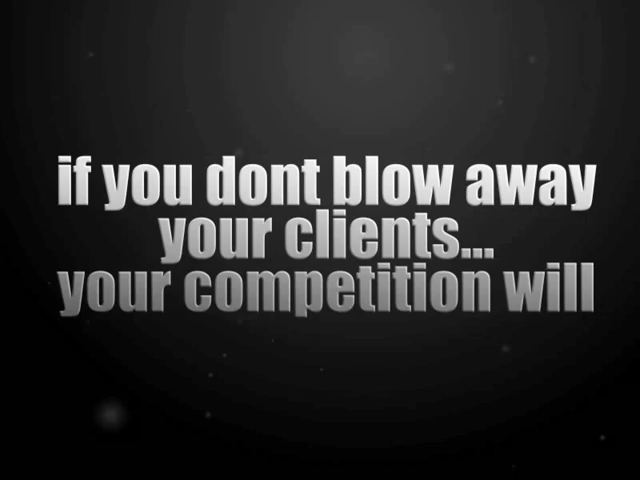 if you dont blow away
your clients...
your competition will